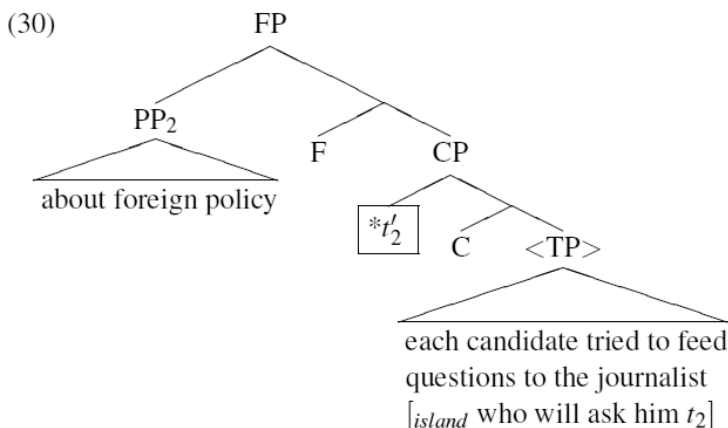 (30)
FP
PP₂
F
CP
about foreign policy
*t′₂
C
<TP>
each candidate tried to feed
questions to the journalist
[island who will ask him t₂]